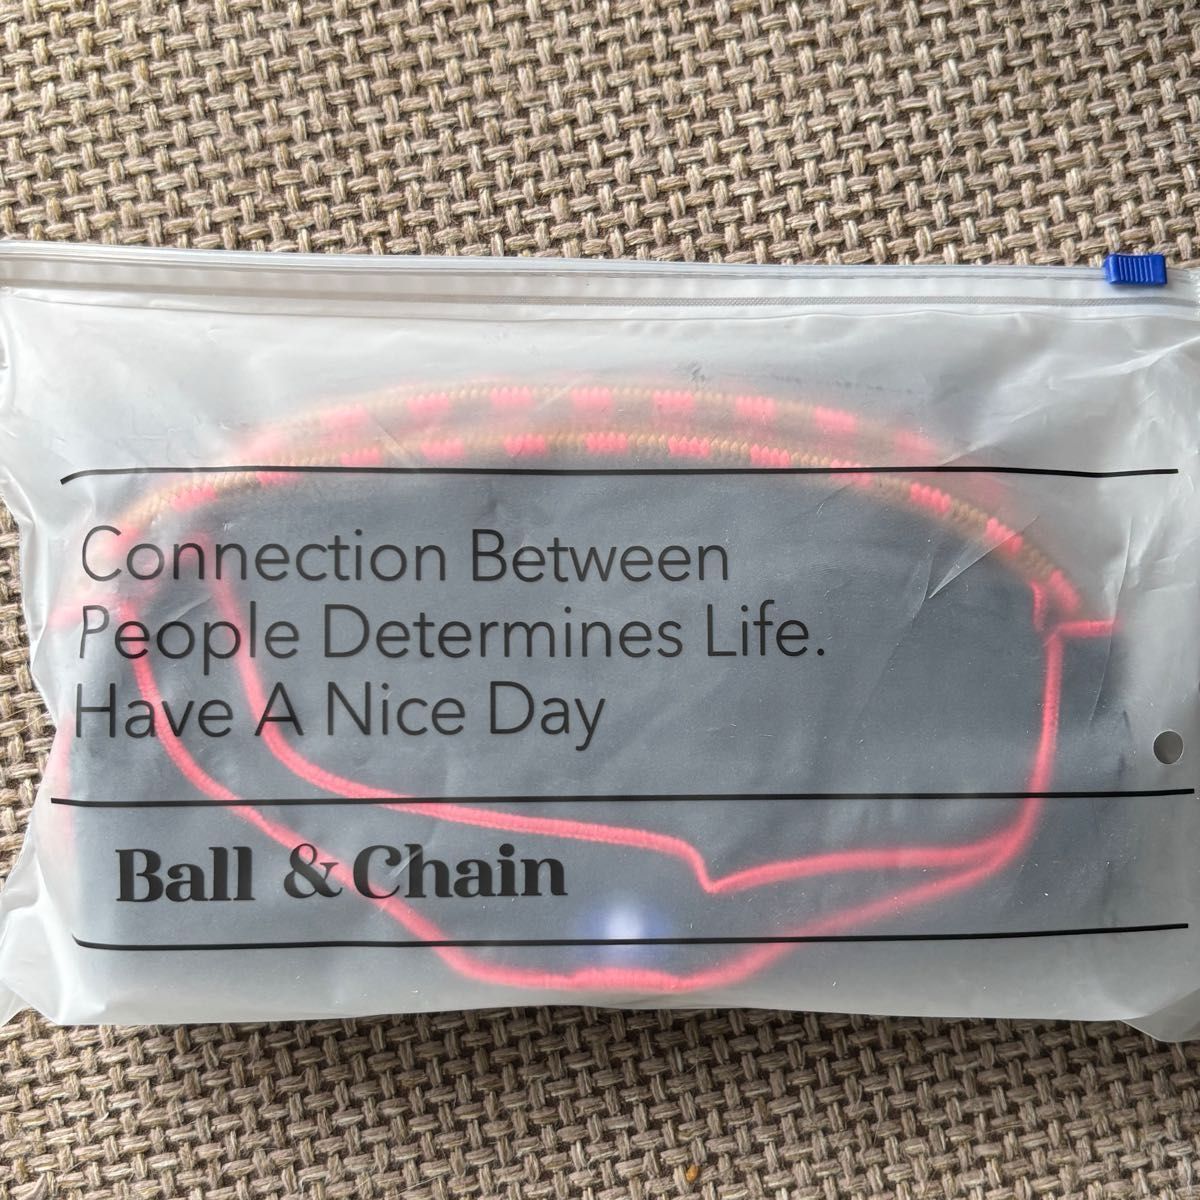 Connection Between
People Determines Life.
Have A Nice Day
Ball & Chain